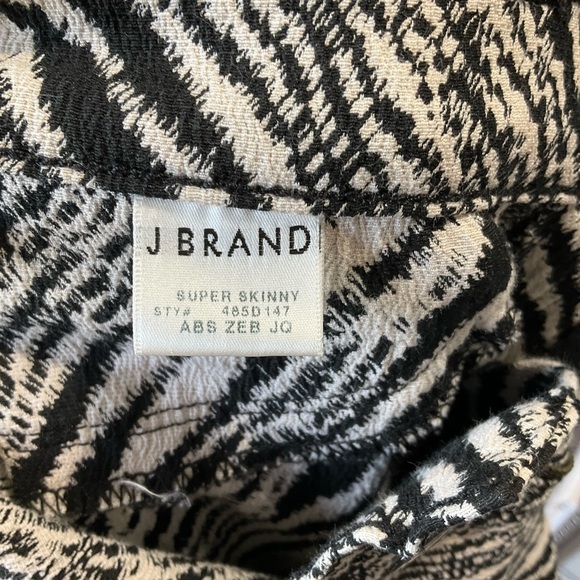 J BRAND
SUPER SKINNY
STY# 485D147
ABS ZEB JQ